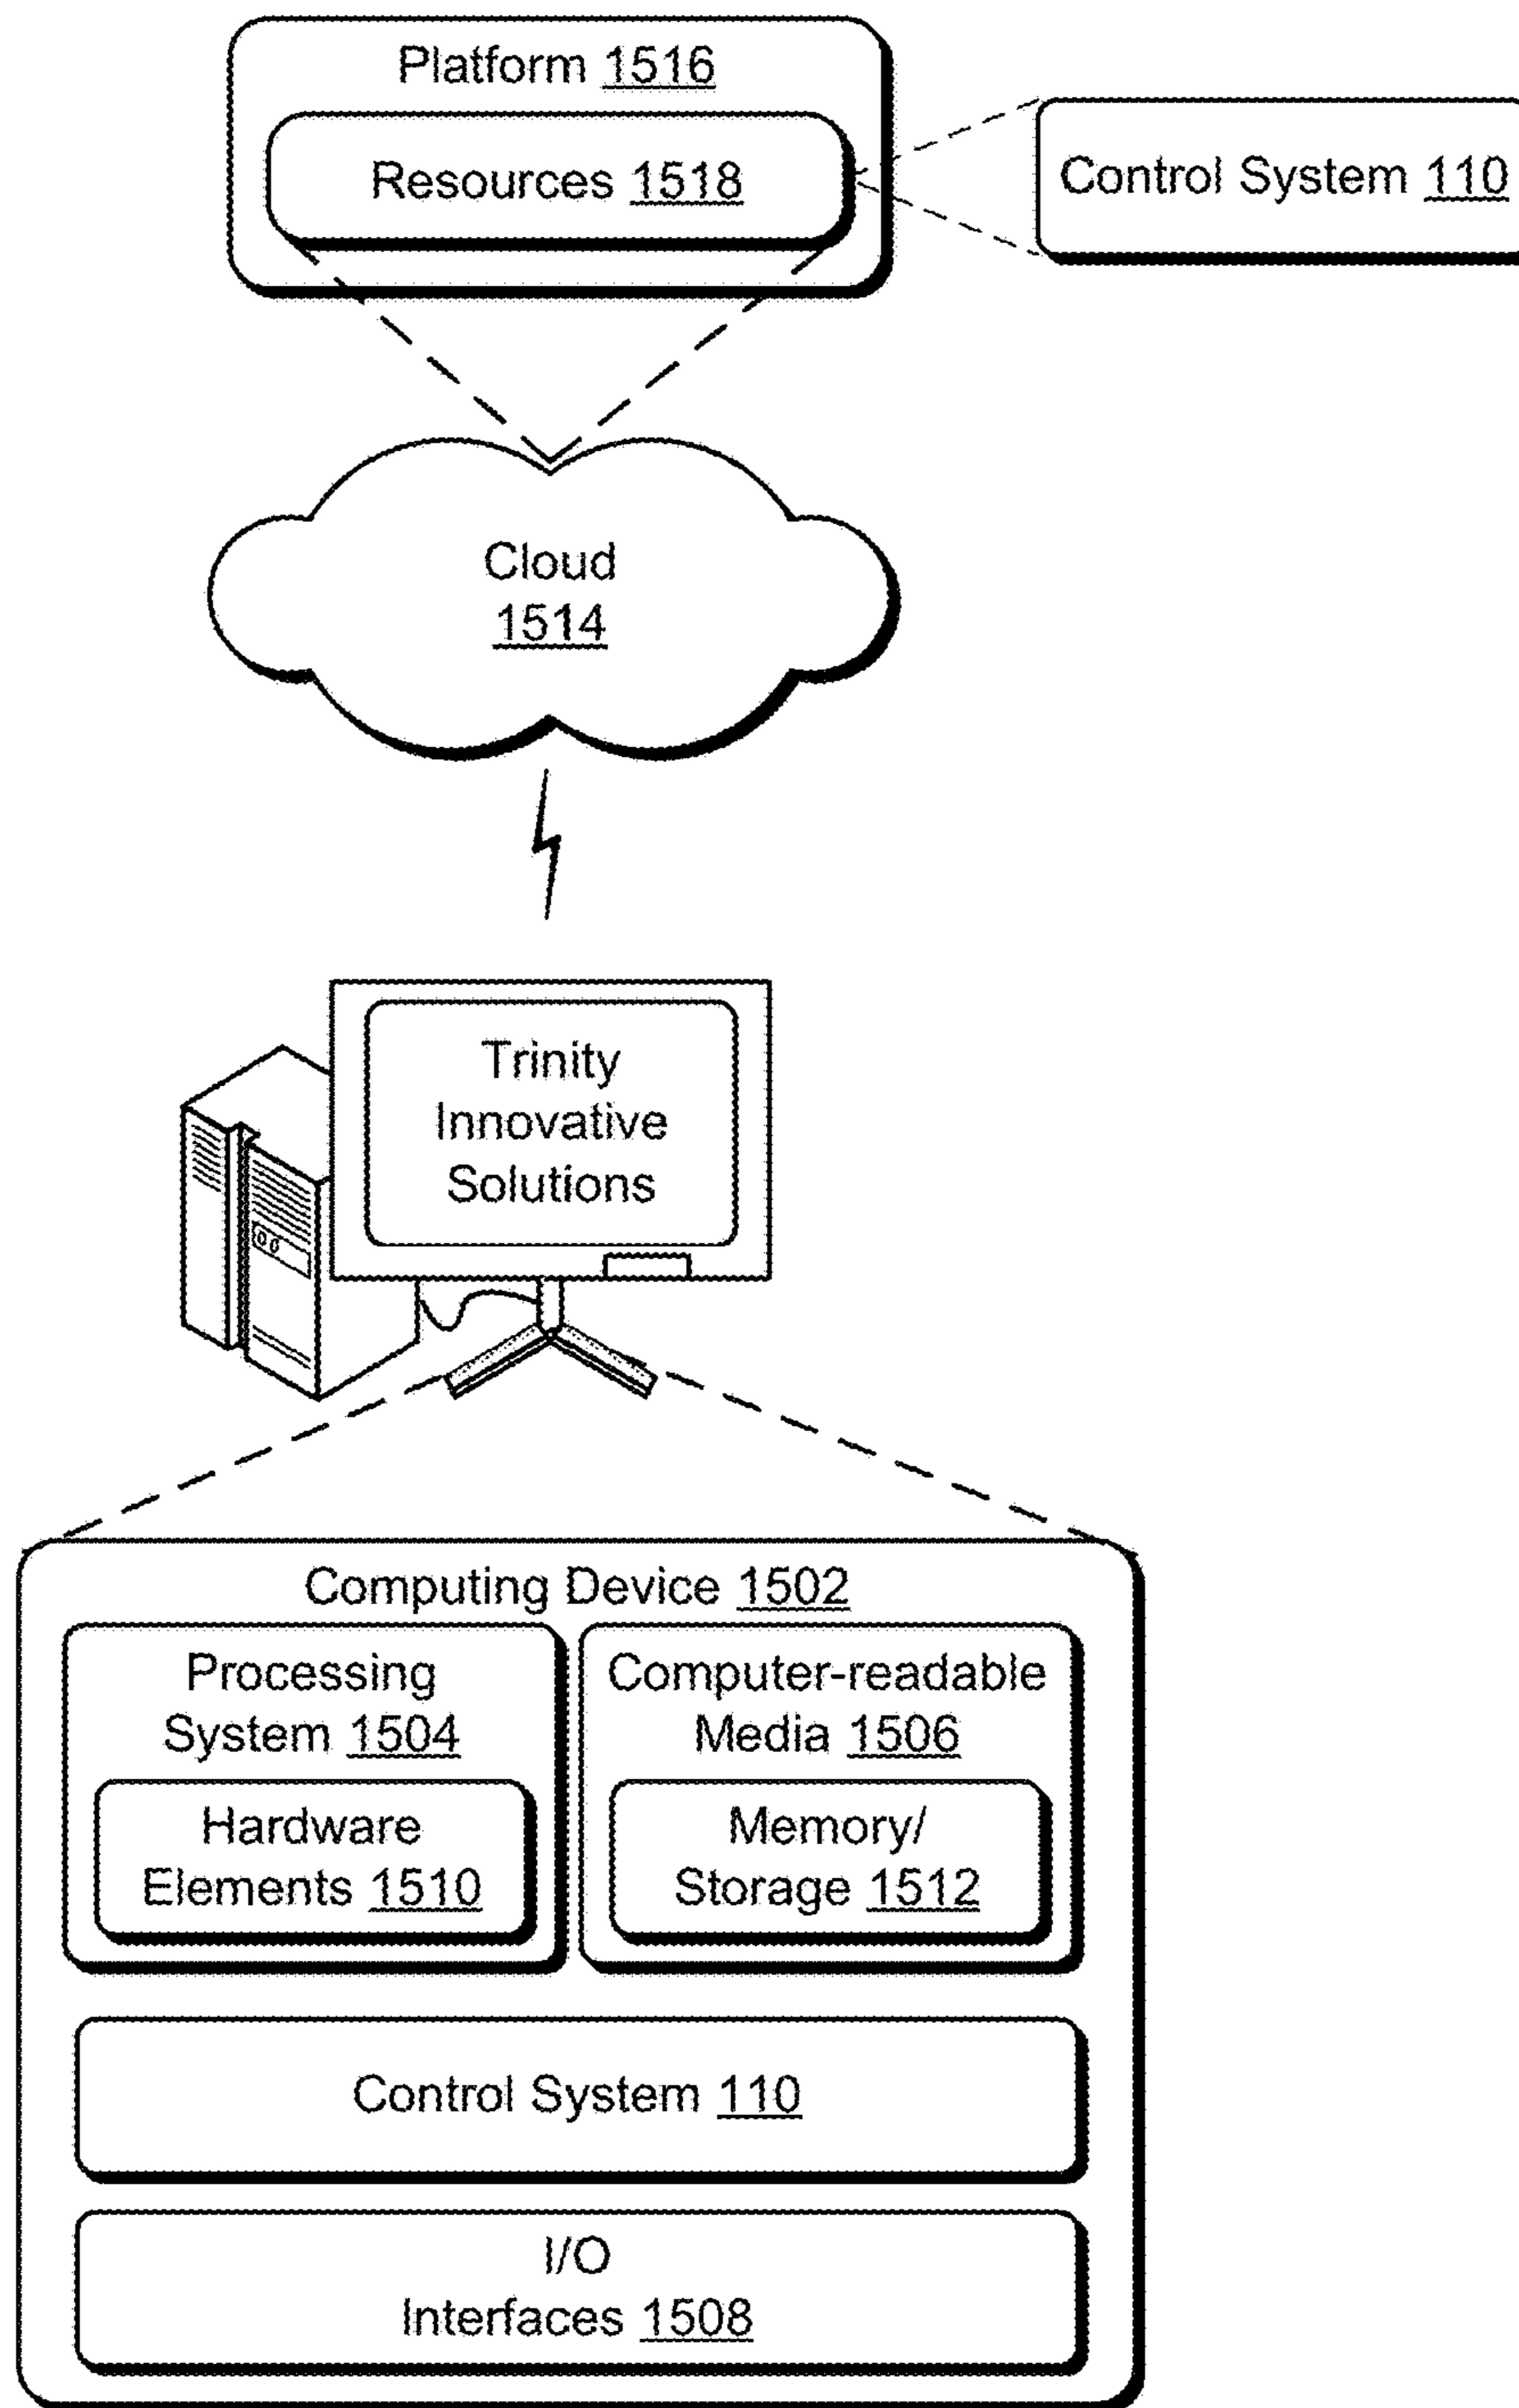 Platform 1516
Resources 1518
Control System 110
Cloud
1514
Trinity
Innovative
Solutions
Computing Device 1502
Processing
System 1504
Hardware
Elements 1510
Computer-readable
Media 1506
Memory/
Storage 1512
Control System 110
I/O
Interfaces 1508